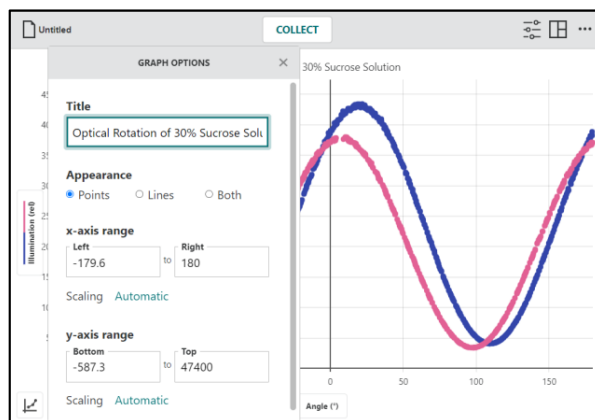 Untitled
COLLECT
GRAPH OPTIONS
Title
Optical Rotation of 30% Sucrose Solu
Appearance
Points
Lines
Both
x-axis range
Left
-179.6
to
Right
180
Scaling
Automatic
y-axis range
Bottom
-587.3
to
Top
47400
Scaling
Automatic
30% Sucrose Solution
Illumination (rel)
0
50
100
150
Angle (°)